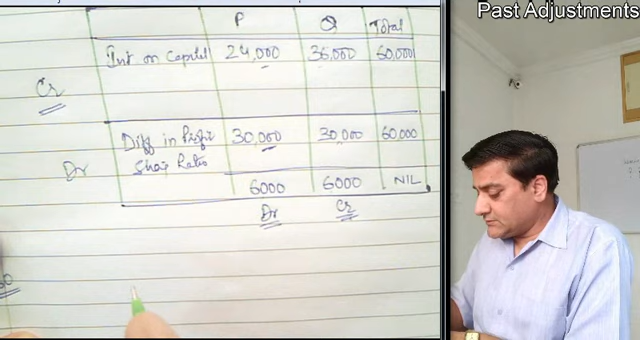 Past Adjustments
P Q Total
Int on Capital 24,000 36,000 60,000
Cr
Diff in Profit 30,000 30,000 60,000
Share Ratio
Dr
6000 6000 NIL
Dr Cr